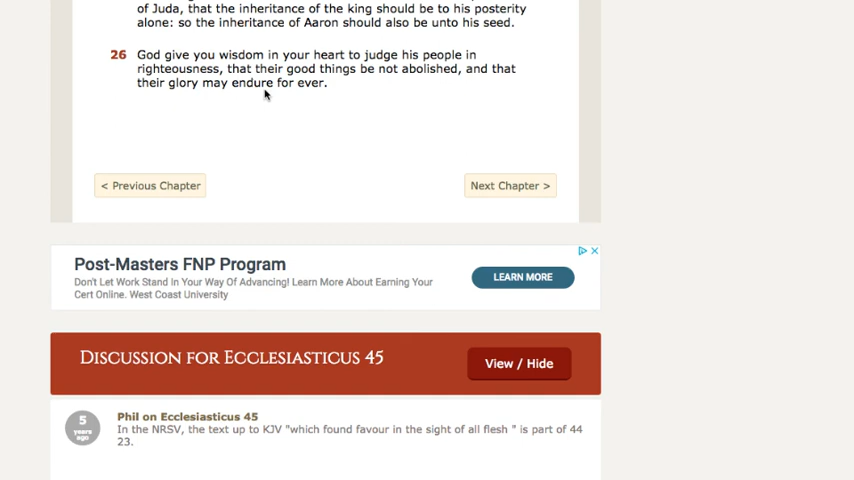 of Juda, that the inheritance of the king should be to his posterity
alone: so the inheritance of Aaron should also be unto his seed.
26 God give you wisdom in your heart to judge his people in
righteousness, that their good things be not abolished, and that
their glory may endure for ever.
< Previous Chapter
Next Chapter >
Post-Masters FNP Program
Don't Let Work Stand In Your Way Of Advancing! Learn More About Earning Your
Cert Online. West Coast University
LEARN MORE
Discussion for Ecclesiasticus 45
View / Hide
5
years
ago
Phil on Ecclesiasticus 45
In the NRSV, the text up to KJV "which found favour in the sight of all flesh " is part of 44
23.